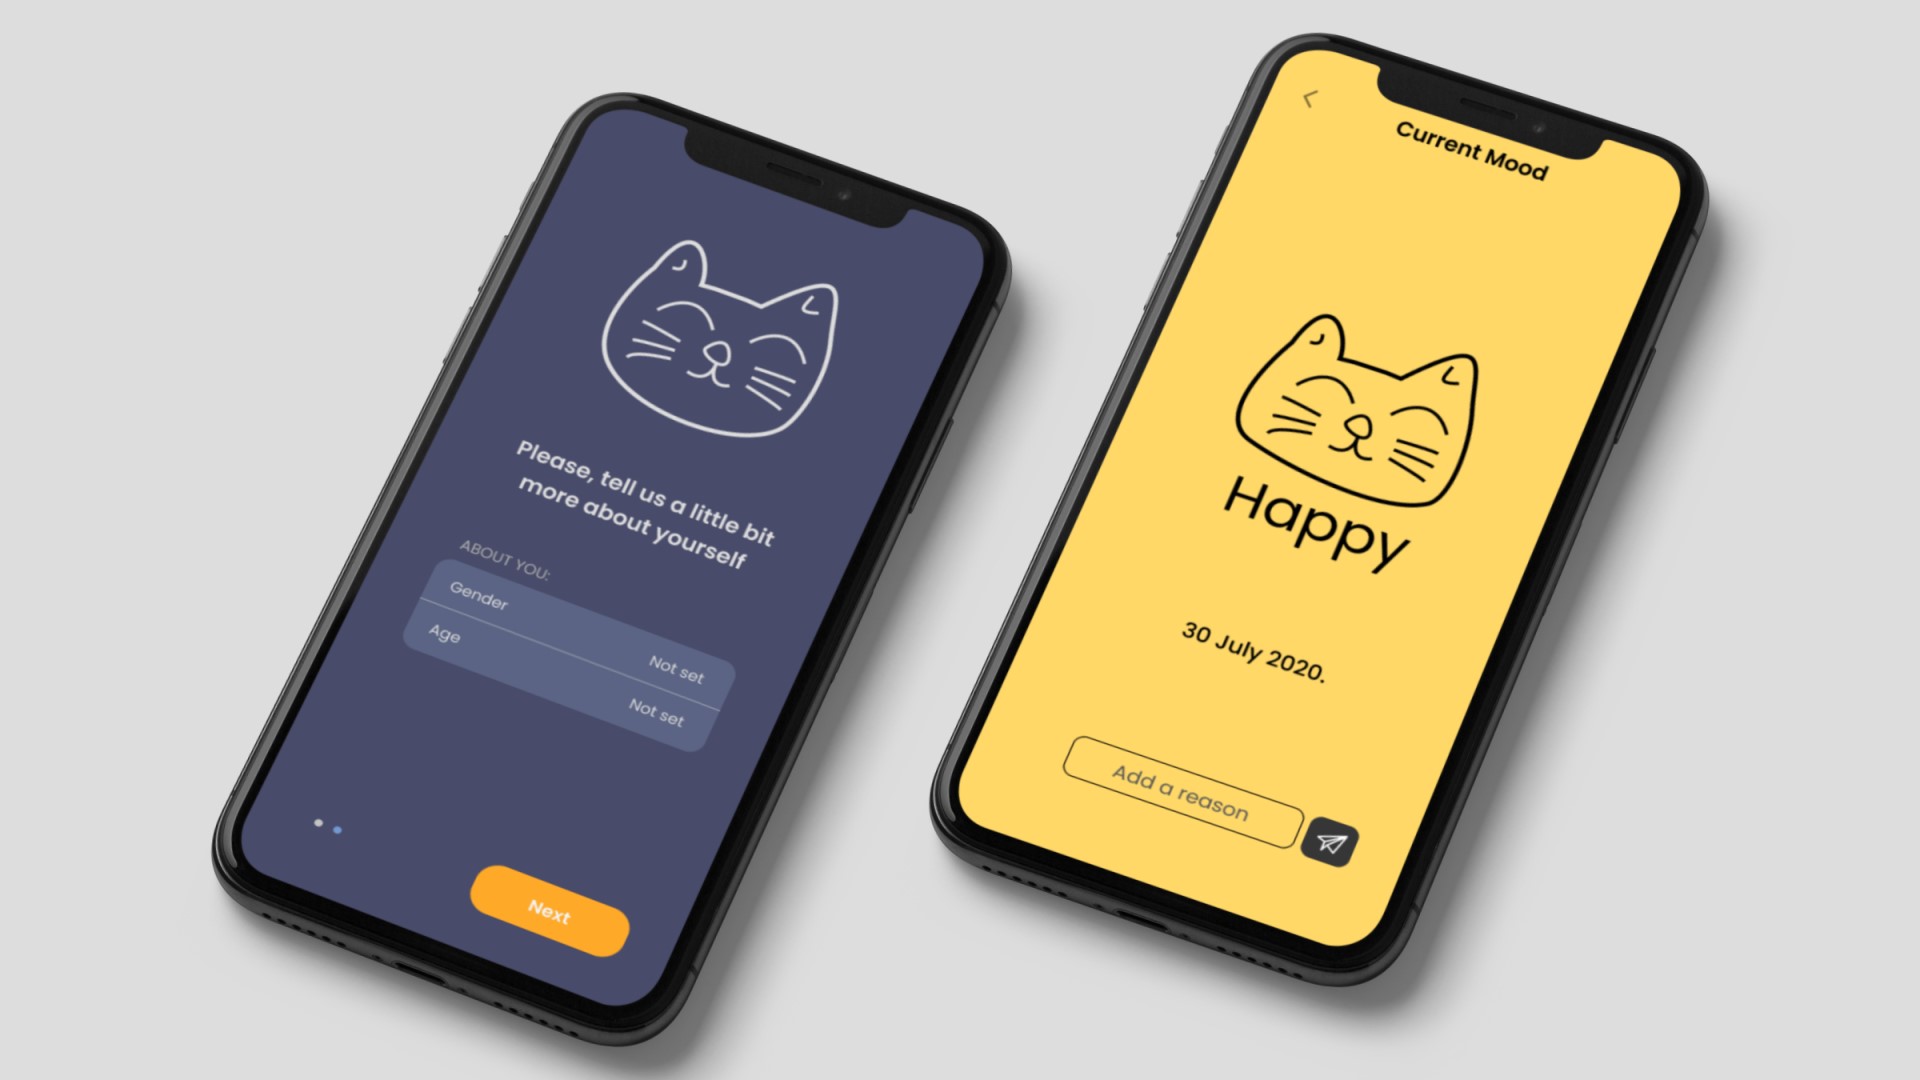 Please, tell us a little bit
more about yourself
ABOUT YOU:
Gender
Not set
Age
Not set
Next
Current Mood
Happy
30 July 2020.
Add a reason